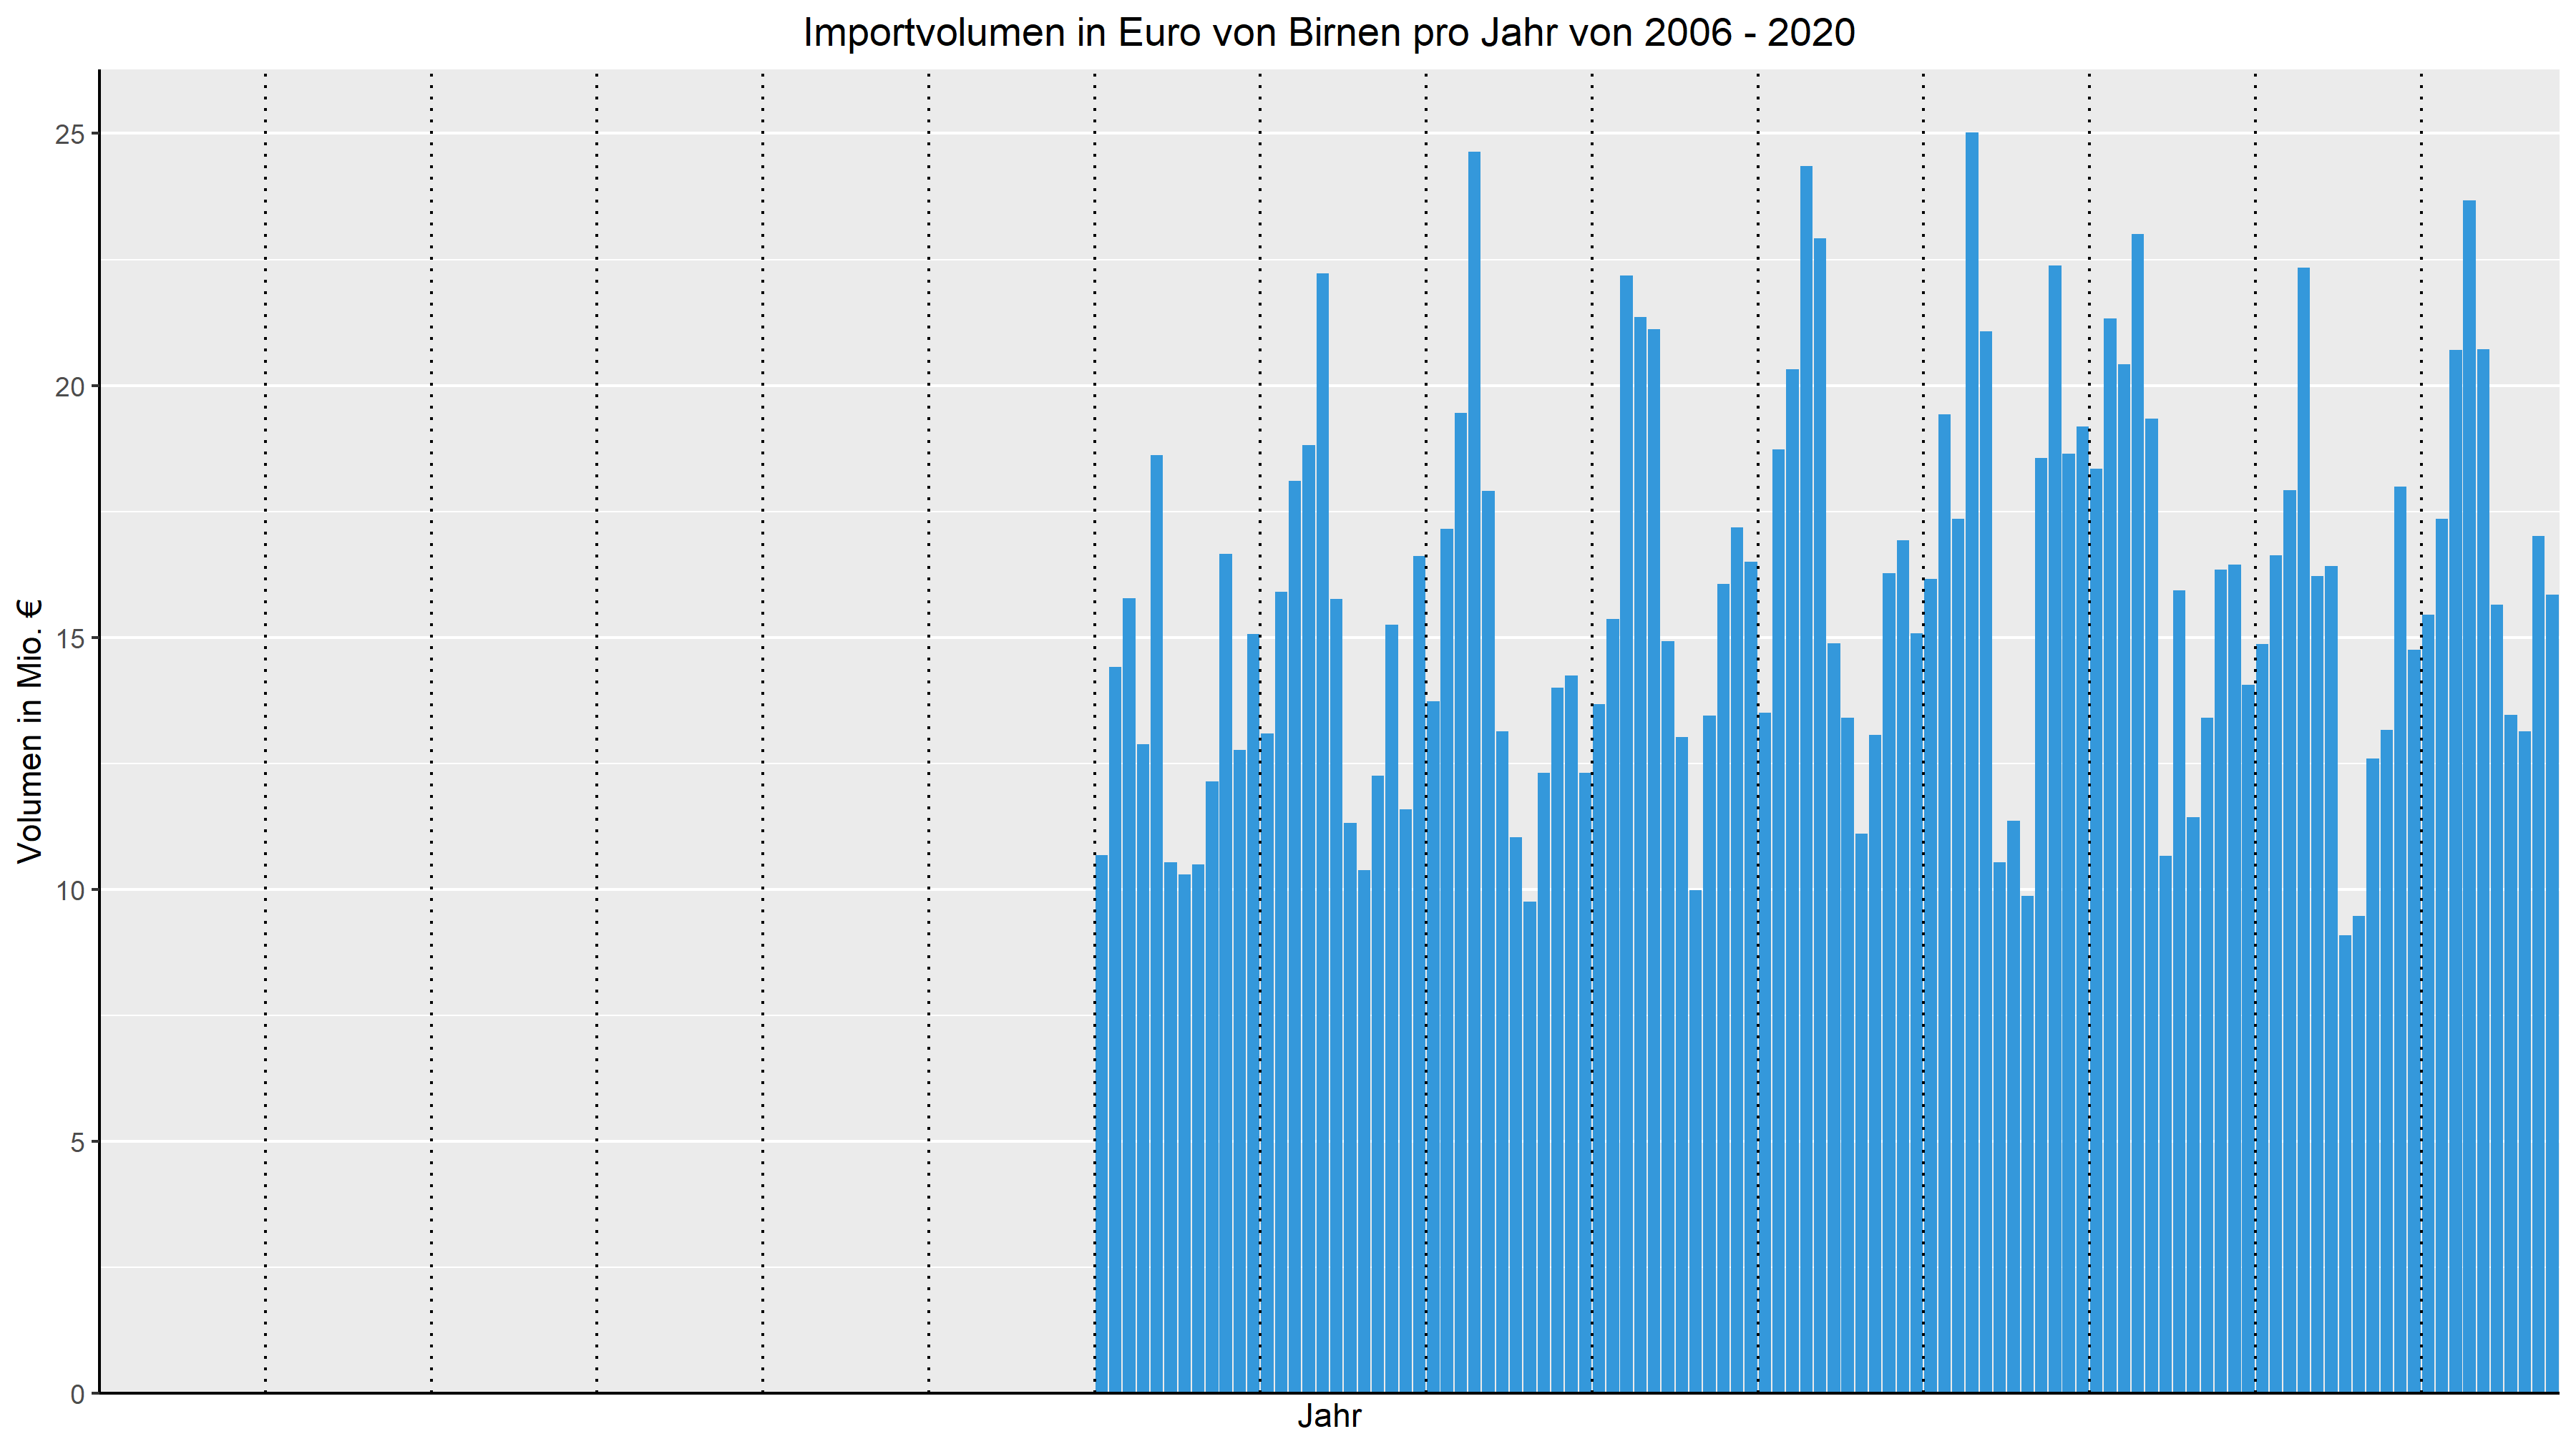 Importvolumen in Euro von Birnen pro Jahr von 2006 - 2020
Volumen in Mio. €
25
20
15
10
5
0
Jahr